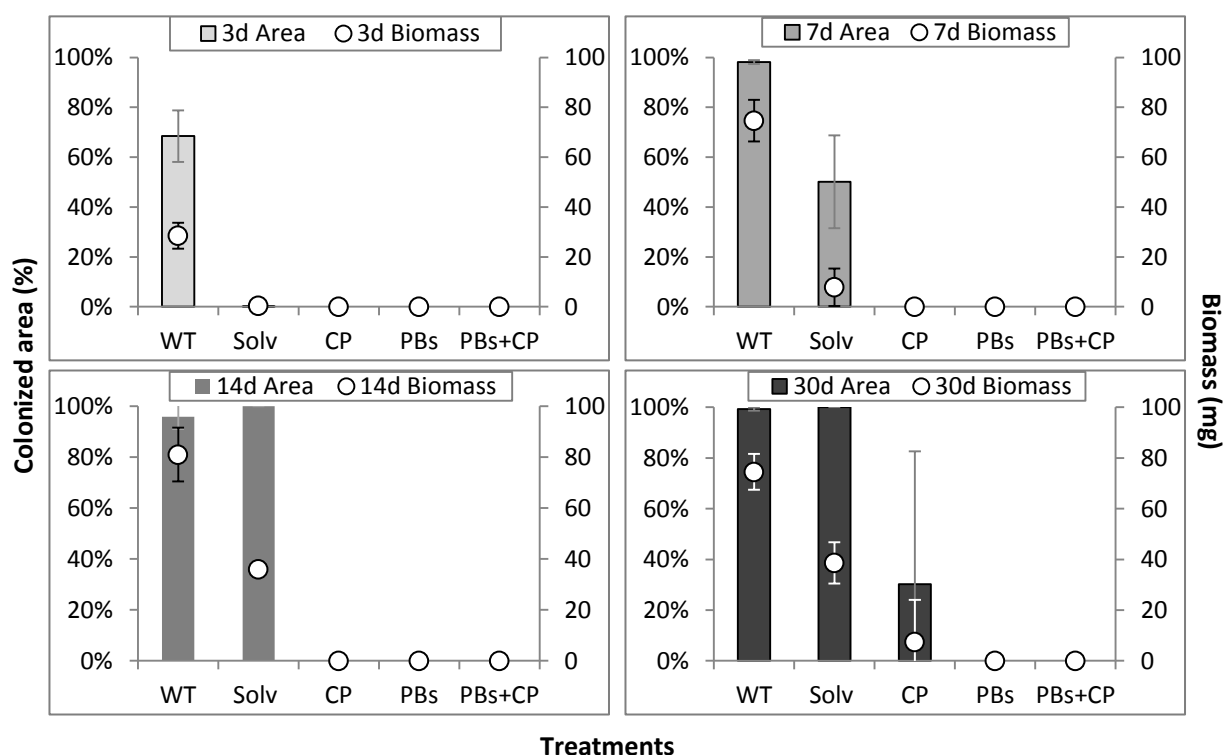 3d Area 3d Biomass
100% 100
80% 80
60% 60
40% 40
20% 20
0% 0
WT Solv CP PBs PBs+CP
7d Area 7d Biomass
100% 100
80% 80
60% 60
40% 40
20% 20
0% 0
WT Solv CP PBs PBs+CP
14d Area 14d Biomass
100% 100
80% 80
60% 60
40% 40
20% 20
0% 0
WT Solv CP PBs PBs+CP
30d Area 30d Biomass
100% 100
80% 80
60% 60
40% 40
20% 20
0% 0
WT Solv CP PBs PBs+CP
Colonized area (%)
Biomass (mg)
Treatments